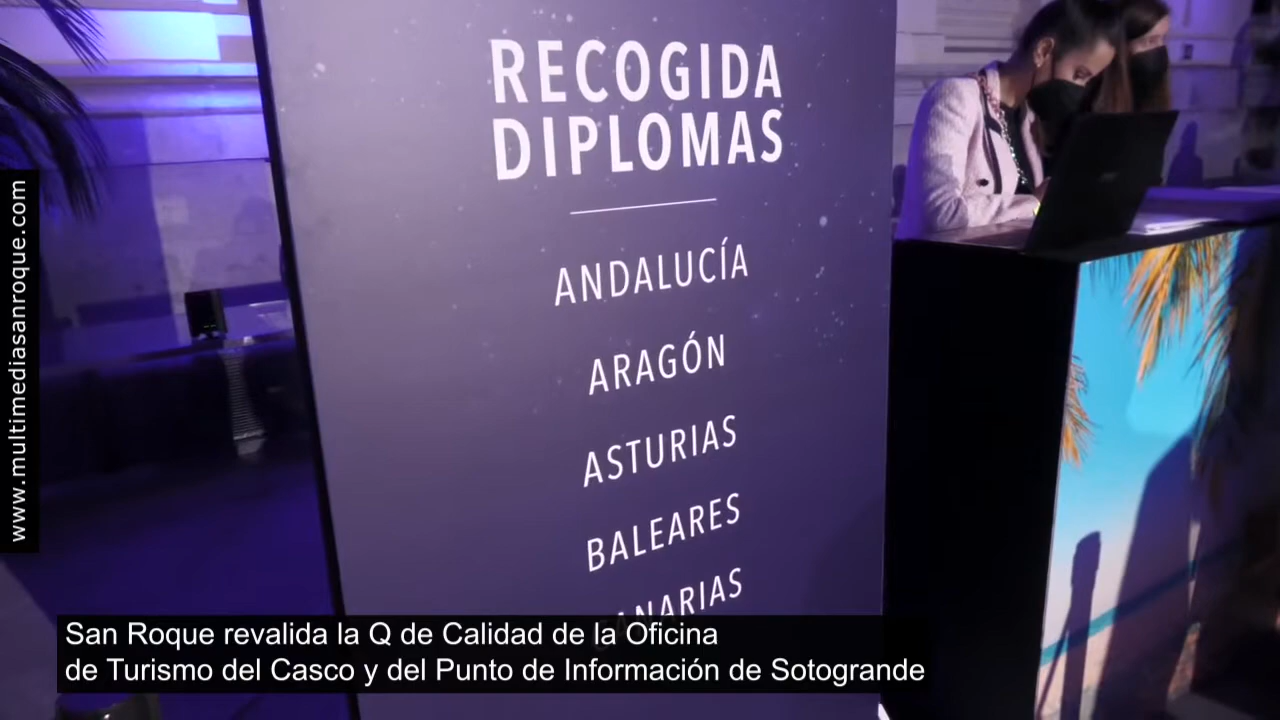 RECOGIDA
DIPLOMAS
ANDALUCÍA
ARAGÓN
ASTURIAS
BALEARES
CANARIAS
www.multimediasanroque.com
San Roque revalida la Q de Calidad de la Oficina
de Turismo del Casco y del Punto de Información de Sotogrande